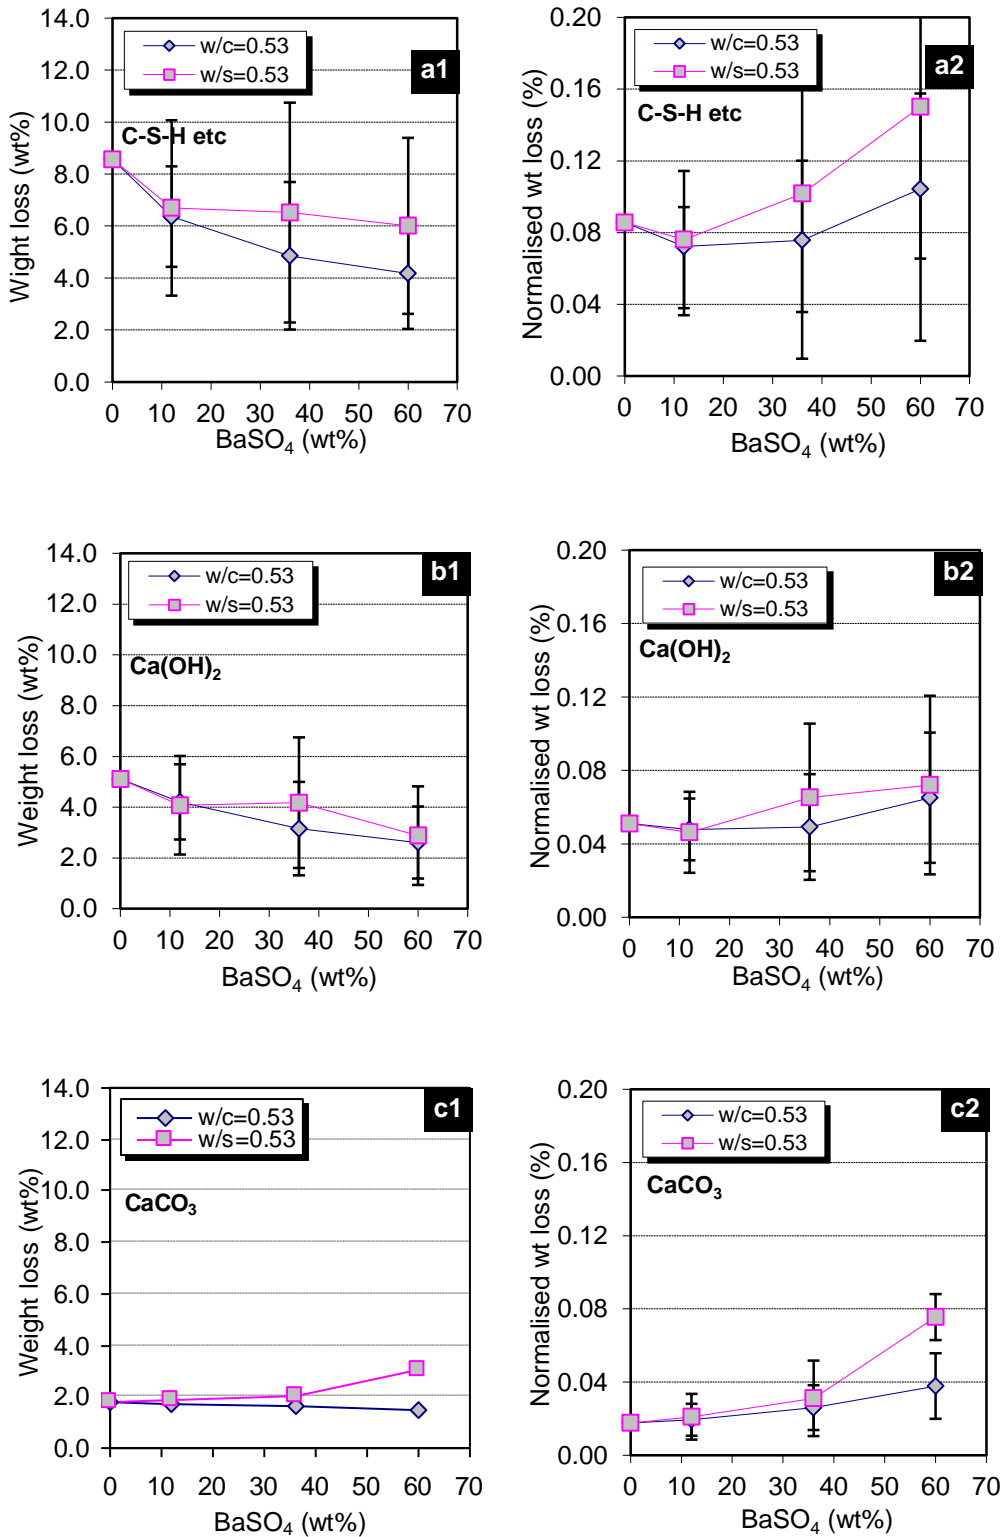 14.0
12.0
10.0
8.0
6.0
4.0
2.0
0.0
Wight loss (wt%)
w/c=0.53
w/s=0.53
a1
C-S-H etc
0 10 20 30 40 50 60 70
BaSO₄ (wt%)
0.20
0.16
0.12
0.08
0.04
0.00
Normalised wt loss (%)
w/c=0.53
w/s=0.53
a2
C-S-H etc
0 10 20 30 40 50 60 70
BaSO₄ (wt%)
14.0
12.0
10.0
8.0
6.0
4.0
2.0
0.0
Weight loss (wt%)
w/c=0.53
w/s=0.53
b1
Ca(OH)₂
0 10 20 30 40 50 60 70
BaSO₄ (wt%)
0.20
0.16
0.12
0.08
0.04
0.00
Normalised wt loss (%)
w/c=0.53
w/s=0.53
b2
Ca(OH)₂
0 10 20 30 40 50 60 70
BaSO₄ (wt%)
14.0
12.0
10.0
8.0
6.0
4.0
2.0
0.0
Weight loss (wt%)
w/c=0.53
w/s=0.53
c1
CaCO₃
0 10 20 30 40 50 60 70
BaSO₄ (wt%)
0.20
0.16
0.12
0.08
0.04
0.00
Normalised wt loss (%)
w/c=0.53
w/s=0.53
c2
CaCO₃
0 10 20 30 40 50 60 70
BaSO₄ (wt%)